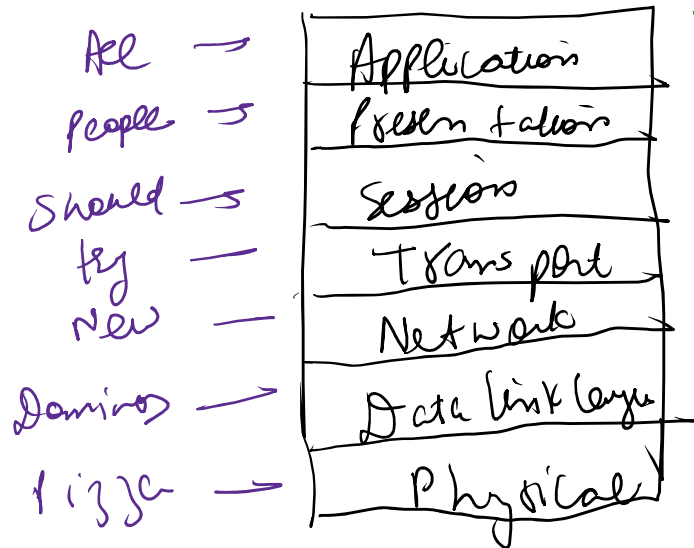 All → Application
People → Presentation
Should → Session
try — Transport
New — Network
Dominos → Data link layer
Pizza → Physical